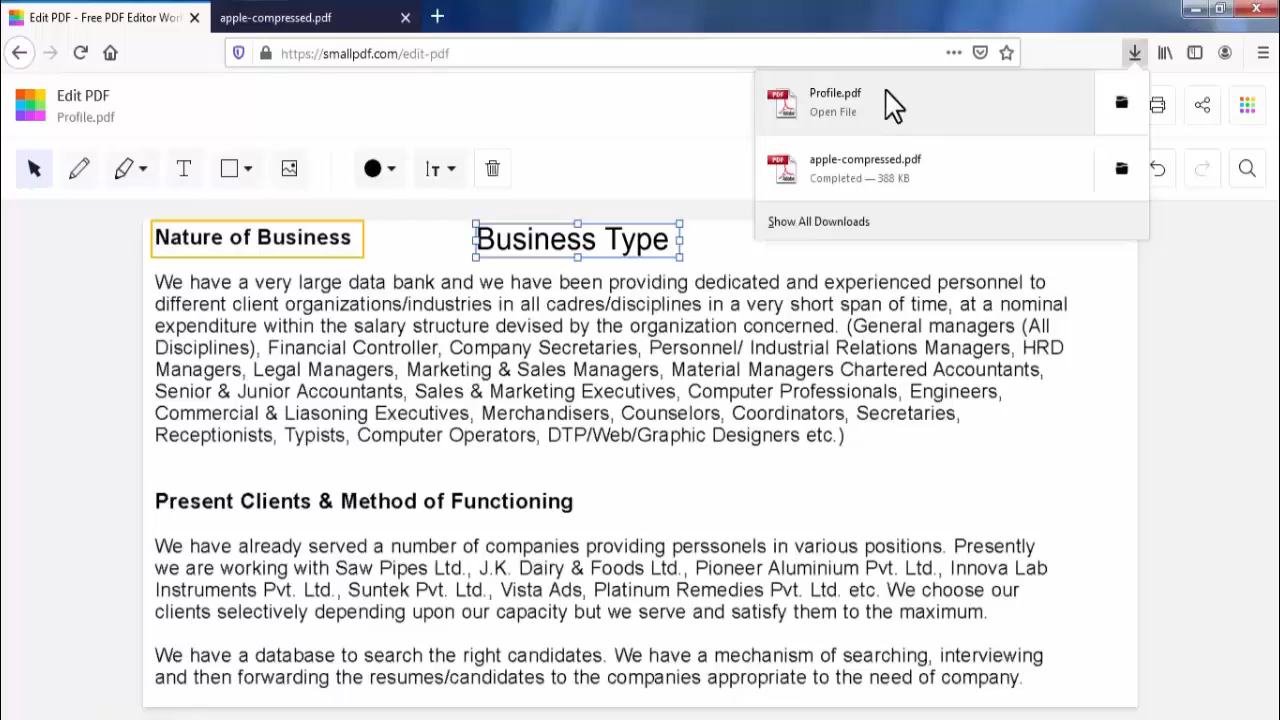 Edit PDF - Free PDF Editor Wor
apple-compressed.pdf
https://smallpdf.com/edit-pdf
Edit PDF
Profile.pdf
Profile.pdf
Open File
apple-compressed.pdf
Completed — 388 KB
Show All Downloads
Nature of Business
Business Type
We have a very large data bank and we have been providing dedicated and experienced personnel to
different client organizations/industries in all cadres/disciplines in a very short span of time, at a nominal
expenditure within the salary structure devised by the organization concerned. (General managers (All
Disciplines), Financial Controller, Company Secretaries, Personnel/ Industrial Relations Managers, HRD
Managers, Legal Managers, Marketing & Sales Managers, Material Managers Chartered Accountants,
Senior & Junior Accountants, Sales & Marketing Executives, Computer Professionals, Engineers,
Commercial & Liasoning Executives, Merchandisers, Counselors, Coordinators, Secretaries,
Receptionists, Typists, Computer Operators, DTP/Web/Graphic Designers etc.)
Present Clients & Method of Functioning
We have already served a number of companies providing perssonels in various positions. Presently
we are working with Saw Pipes Ltd., J.K. Dairy & Foods Ltd., Pioneer Aluminium Pvt. Ltd., Innova Lab
Instruments Pvt. Ltd., Suntek Pvt. Ltd., Vista Ads, Platinum Remedies Pvt. Ltd. etc. We choose our
clients selectively depending upon our capacity but we serve and satisfy them to the maximum.
We have a database to search the right candidates. We have a mechanism of searching, interviewing
and then forwarding the resumes/candidates to the companies appropriate to the need of company.